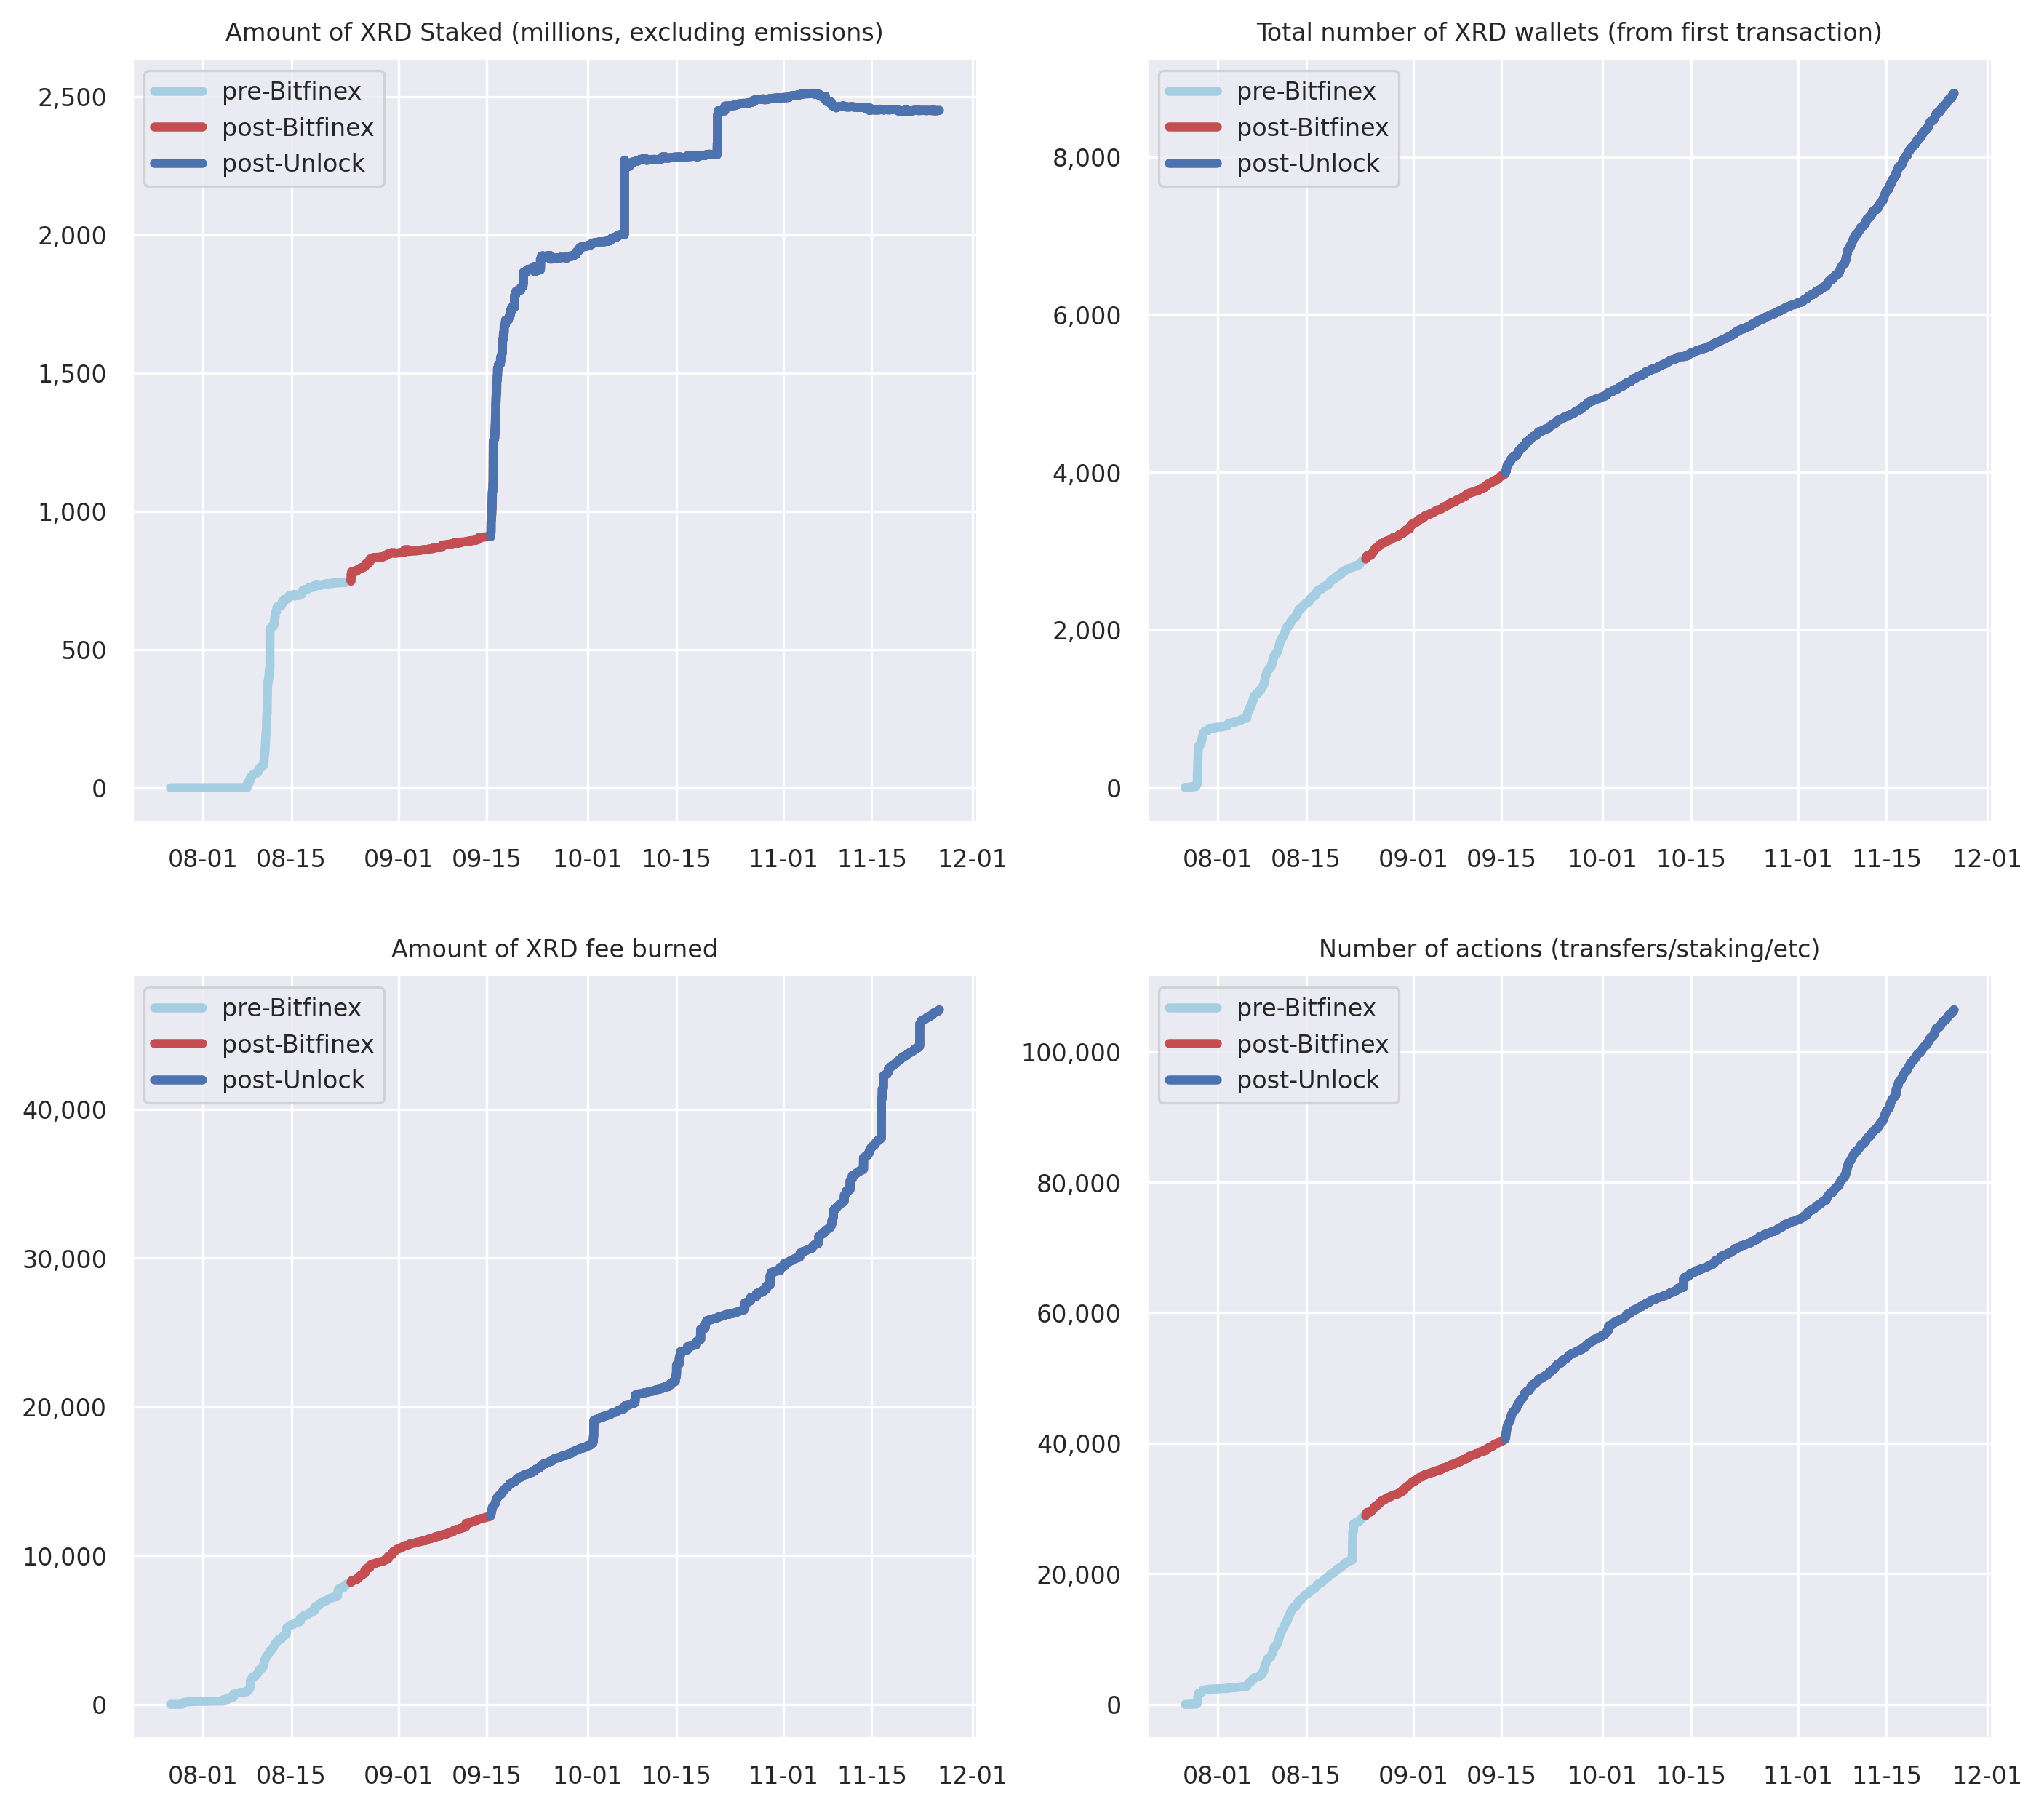 Amount of XRD Staked (millions, excluding emissions)
pre-Bitfinex
post-Bitfinex
post-Unlock
2,500
2,000
1,500
1,000
500
0
08-01 08-15 09-01 09-15 10-01 10-15 11-01 11-15 12-01
Total number of XRD wallets (from first transaction)
pre-Bitfinex
post-Bitfinex
post-Unlock
8,000
6,000
4,000
2,000
0
08-01 08-15 09-01 09-15 10-01 10-15 11-01 11-15 12-01
Amount of XRD fee burned
pre-Bitfinex
post-Bitfinex
post-Unlock
40,000
30,000
20,000
10,000
0
08-01 08-15 09-01 09-15 10-01 10-15 11-01 11-15 12-01
Number of actions (transfers/staking/etc)
pre-Bitfinex
post-Bitfinex
post-Unlock
100,000
80,000
60,000
40,000
20,000
0
08-01 08-15 09-01 09-15 10-01 10-15 11-01 11-15 12-01